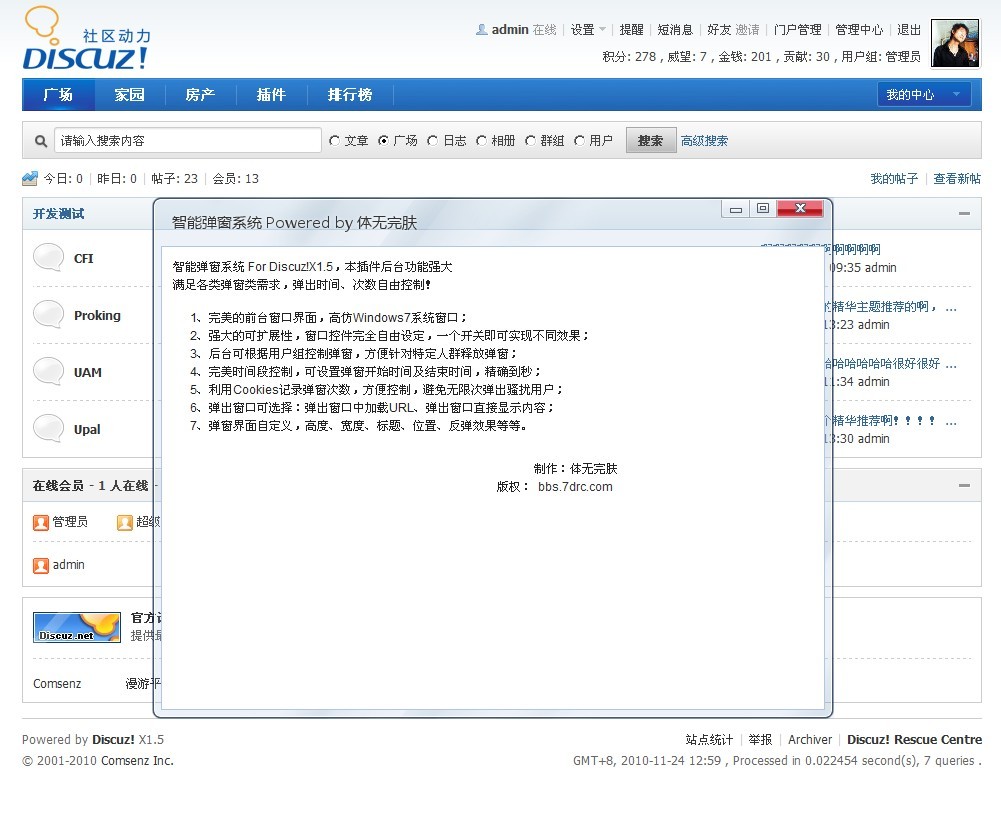 社区动力
DISCUZ!
admin 在线 设置 提醒 短消息 好友 邀请 门户管理 管理中心 退出
积分: 278 , 威望: 7 , 金钱: 201 , 贡献: 30 , 用户组: 管理员
广场 家园 房产 插件 排行榜 我的中心
请输入搜索内容 文章 广场 日志 相册 群组 用户 搜索 高级搜索
今日: 0 昨日: 0 帖子: 23 会员: 13 我的帖子 查看新帖
开发测试
智能弹窗系统 Powered by 体无完肤
智能弹窗系统 For Discuz!X1.5，本插件后台功能强大
满足各类弹窗类需求，弹出时间、次数自由控制！
1、完美的前台窗口界面，高仿Windows7系统窗口；
2、强大的可扩展性，窗口控件完全自由设定，一个开关即可实现不同效果；
3、后台可根据用户组控制弹窗，方便针对特定人群释放弹窗；
4、完美时间段控制，可设置弹窗开始时间及结束时间，精确到秒；
5、利用Cookies记录弹窗次数，方便控制，避免无限次弹出骚扰用户；
6、弹出窗口可选择：弹出窗口中加载URL、弹出窗口直接显示内容；
7、弹窗界面自定义，高度、宽度、标题、位置、反弹效果等等。
制作：体无完肤
版权： bbs.7drc.com
CFI
啊啊啊啊
09:35 admin
Proking
精华主题推荐的啊， ...
3:23 admin
UAM
哈哈哈哈哈很好很好 ...
1:34 admin
Upal
精华推荐啊！！！！ ...
3:30 admin
在线会员 - 1 人在线 -
管理员 超级
admin
Discuz.net 官方
提供
Comsenz 漫游平
Powered by Discuz! X1.5 站点统计 举报 Archiver Discuz! Rescue Centre
© 2001-2010 Comsenz Inc. GMT+8, 2010-11-24 12:59 , Processed in 0.022454 second(s), 7 queries .